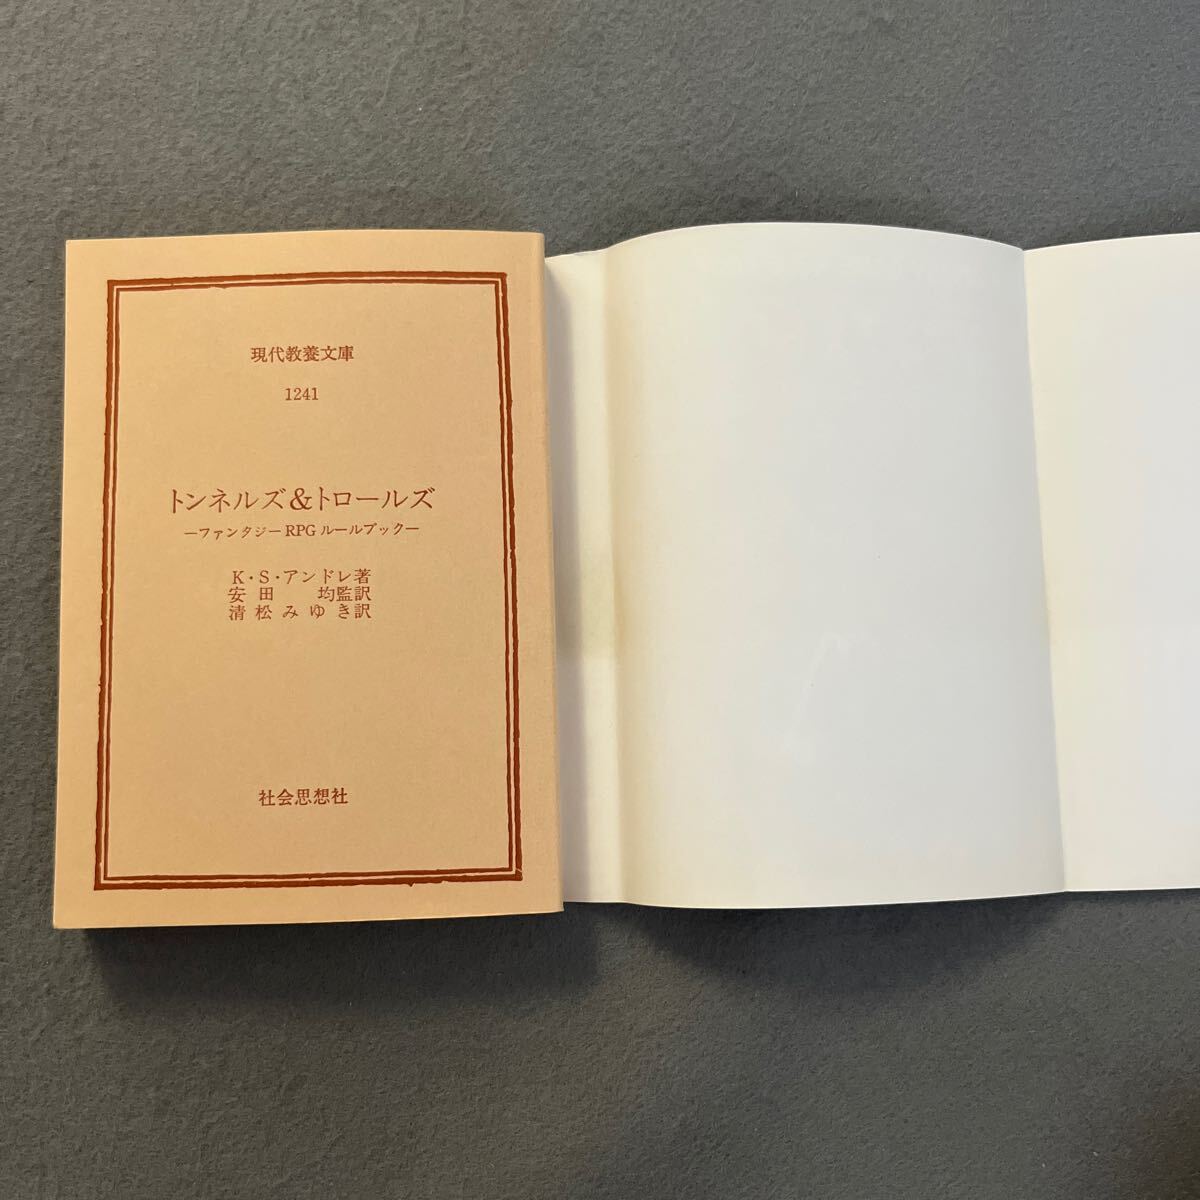 現代教養文庫
1241
トンネルズ&トロールズ
―ファンタジーRPGルールブック―
K・S・アンドレ著
安田 均監訳
清松みゆき訳
社会思想社